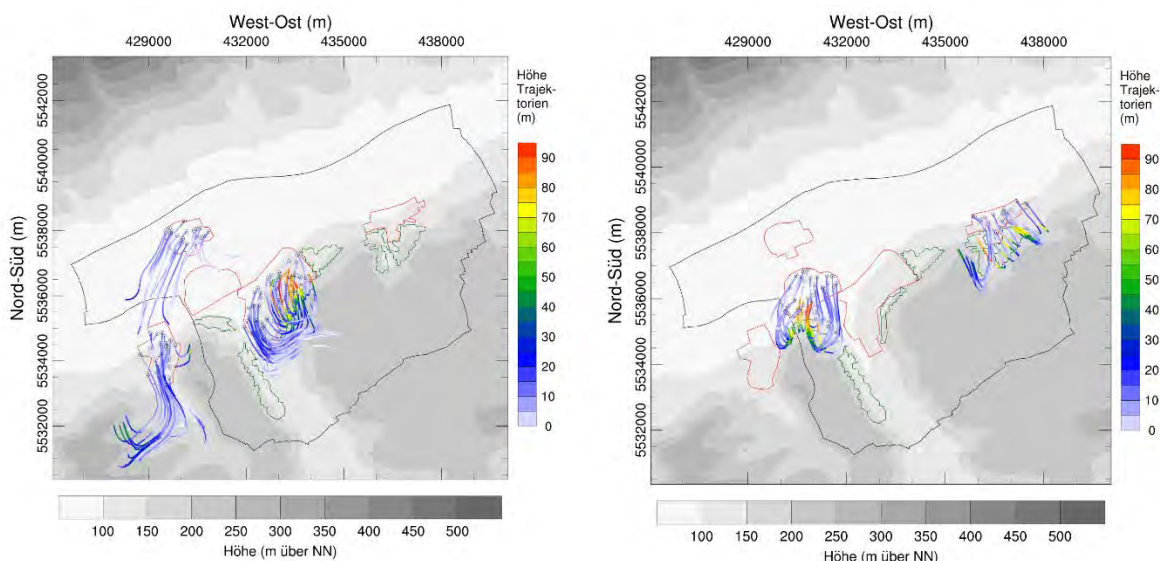 West-Ost (m)
429000 432000 435000 438000
Nord-Süd (m)
5542000
5540000
5538000
5536000
5534000
5532000
Höhe
Trajek-
torien
(m)
90
80
70
60
50
40
30
20
10
0
100 150 200 250 300 350 400 450 500
Höhe (m über NN)
West-Ost (m)
429000 432000 435000 438000
Nord-Süd (m)
5542000
5540000
5538000
5536000
5534000
5532000
Höhe
Trajek-
torien
(m)
90
80
70
60
50
40
30
20
10
0
100 150 200 250 300 350 400 450 500
Höhe (m über NN)